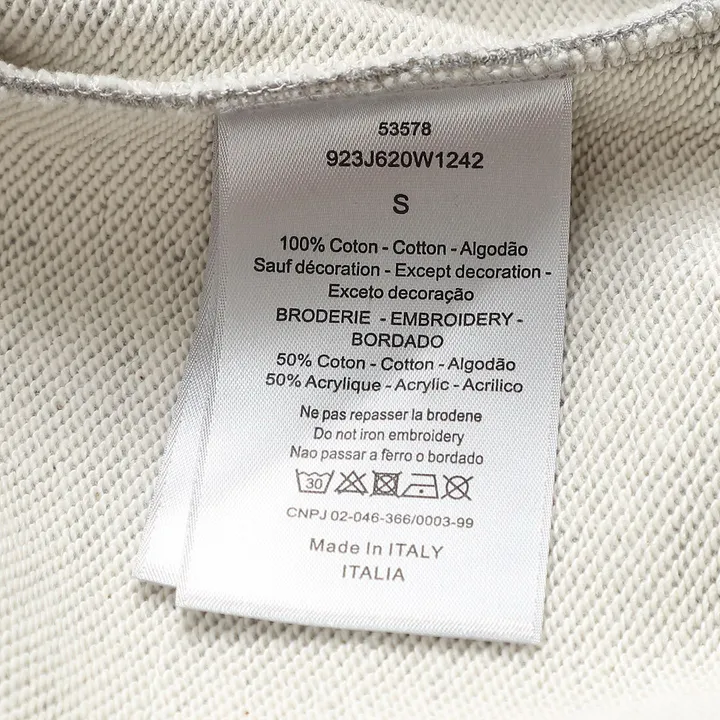 53578
923J620W1242
S
100% Coton - Cotton - Algodão
Sauf décoration - Except decoration -
Exceto decoração
BRODERIE - EMBROIDERY -
BORDADO
50% Coton - Cotton - Algodão
50% Acrylique - Acrylic - Acrilico
Ne pas repasser la brodene
Do not iron embroidery
Nao passar a fèrro o bordado
30
CNPJ 02-046-366/0003-99
Made In ITALY
ITALIA